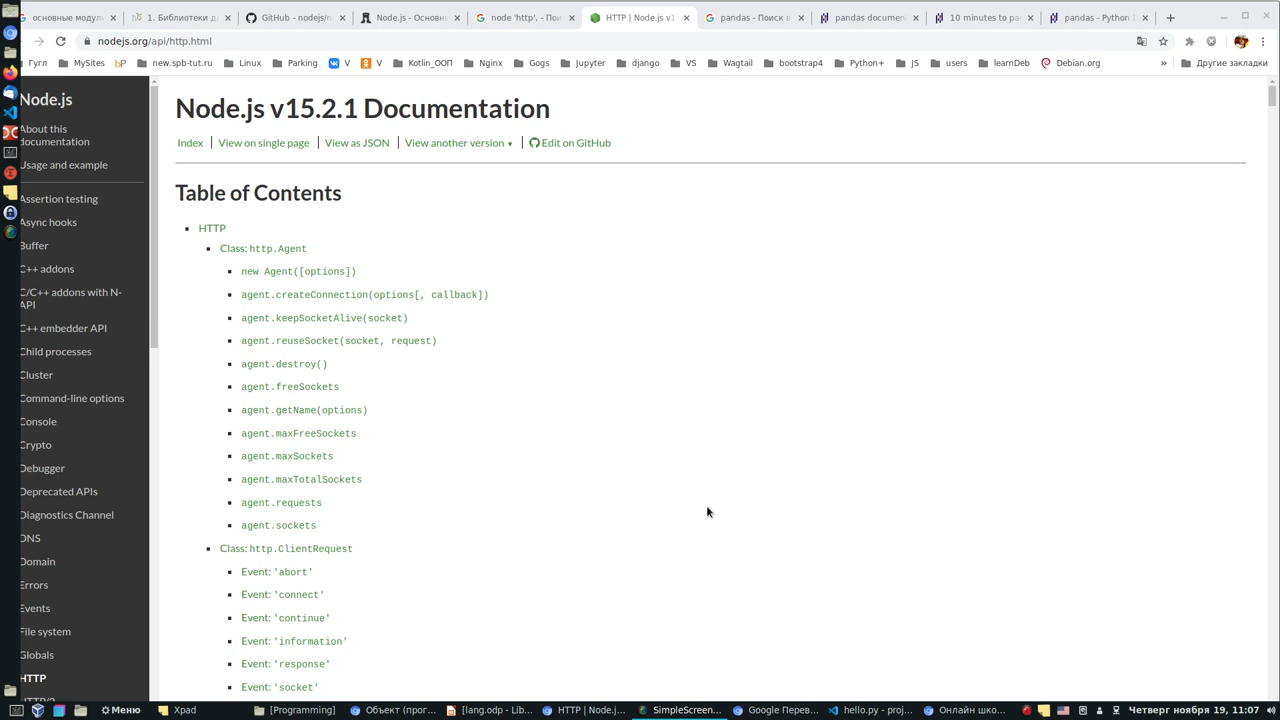 основные модул
1. Библиотеки д
GitHub - nodejs/n
Node.js - Основн
node 'http', - Пои
HTTP | Node.js v1
pandas - Поиск в
pandas documen
10 minutes to pa
pandas - Python D
nodejs.org/api/http.html
Гугл
MySites
bP
new.spb-tut.ru
Linux
Parking
V
V
Kotlin_ООП
Nginx
Gogs
Jupyter
django
VS
Wagtail
bootstrap4
Python+
JS
users
learnDeb
Debian.org
»
Другие закладки
Node.js
About this
documentation
Usage and example
Assertion testing
Async hooks
Buffer
C++ addons
C/C++ addons with N-
API
C++ embedder API
Child processes
Cluster
Command-line options
Console
Crypto
Debugger
Deprecated APIs
Diagnostics Channel
DNS
Domain
Errors
Events
File system
Globals
HTTP
HTTP/2
Node.js v15.2.1 Documentation
Index | View on single page | View as JSON | View another version ▼ | Edit on GitHub
Table of Contents
HTTP
Class: http.Agent
new Agent([options])
agent.createConnection(options[, callback])
agent.keepSocketAlive(socket)
agent.reuseSocket(socket, request)
agent.destroy()
agent.freeSockets
agent.getName(options)
agent.maxFreeSockets
agent.maxSockets
agent.maxTotalSockets
agent.requests
agent.sockets
Class: http.ClientRequest
Event: 'abort'
Event: 'connect'
Event: 'continue'
Event: 'information'
Event: 'response'
Event: 'socket'
Меню
Xpad
[Programming]
Объект (прог...
[lang.odp - Lib...
HTTP | Node.j...
SimpleScreen...
Google Перев...
hello.py - proj...
Онлайн шко...
Четверг ноября 19, 11:07